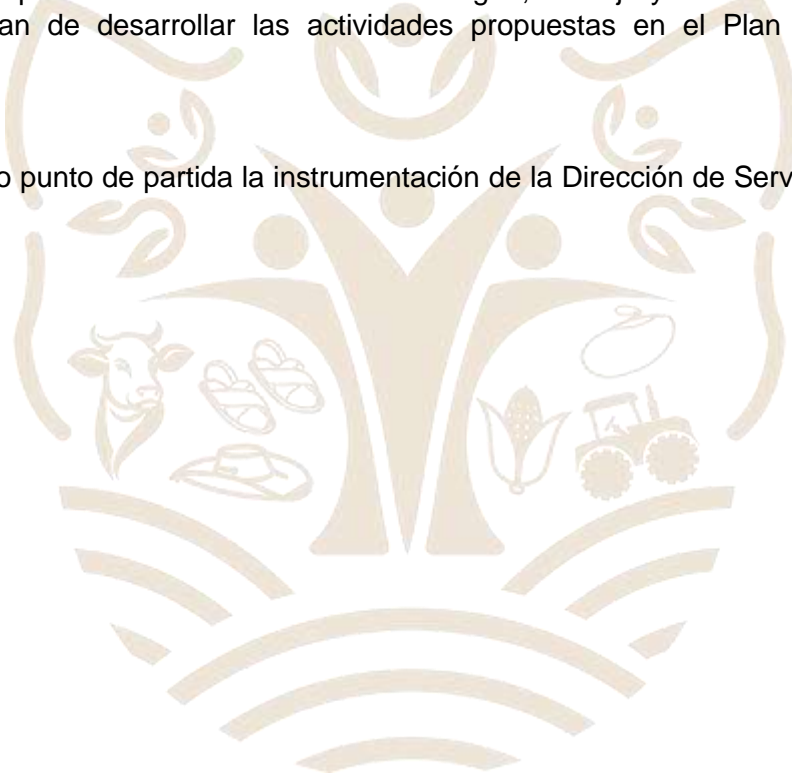 an de desarrollar las actividades propuestas en el Plan
o punto de partida la instrumentación de la Dirección de Serv